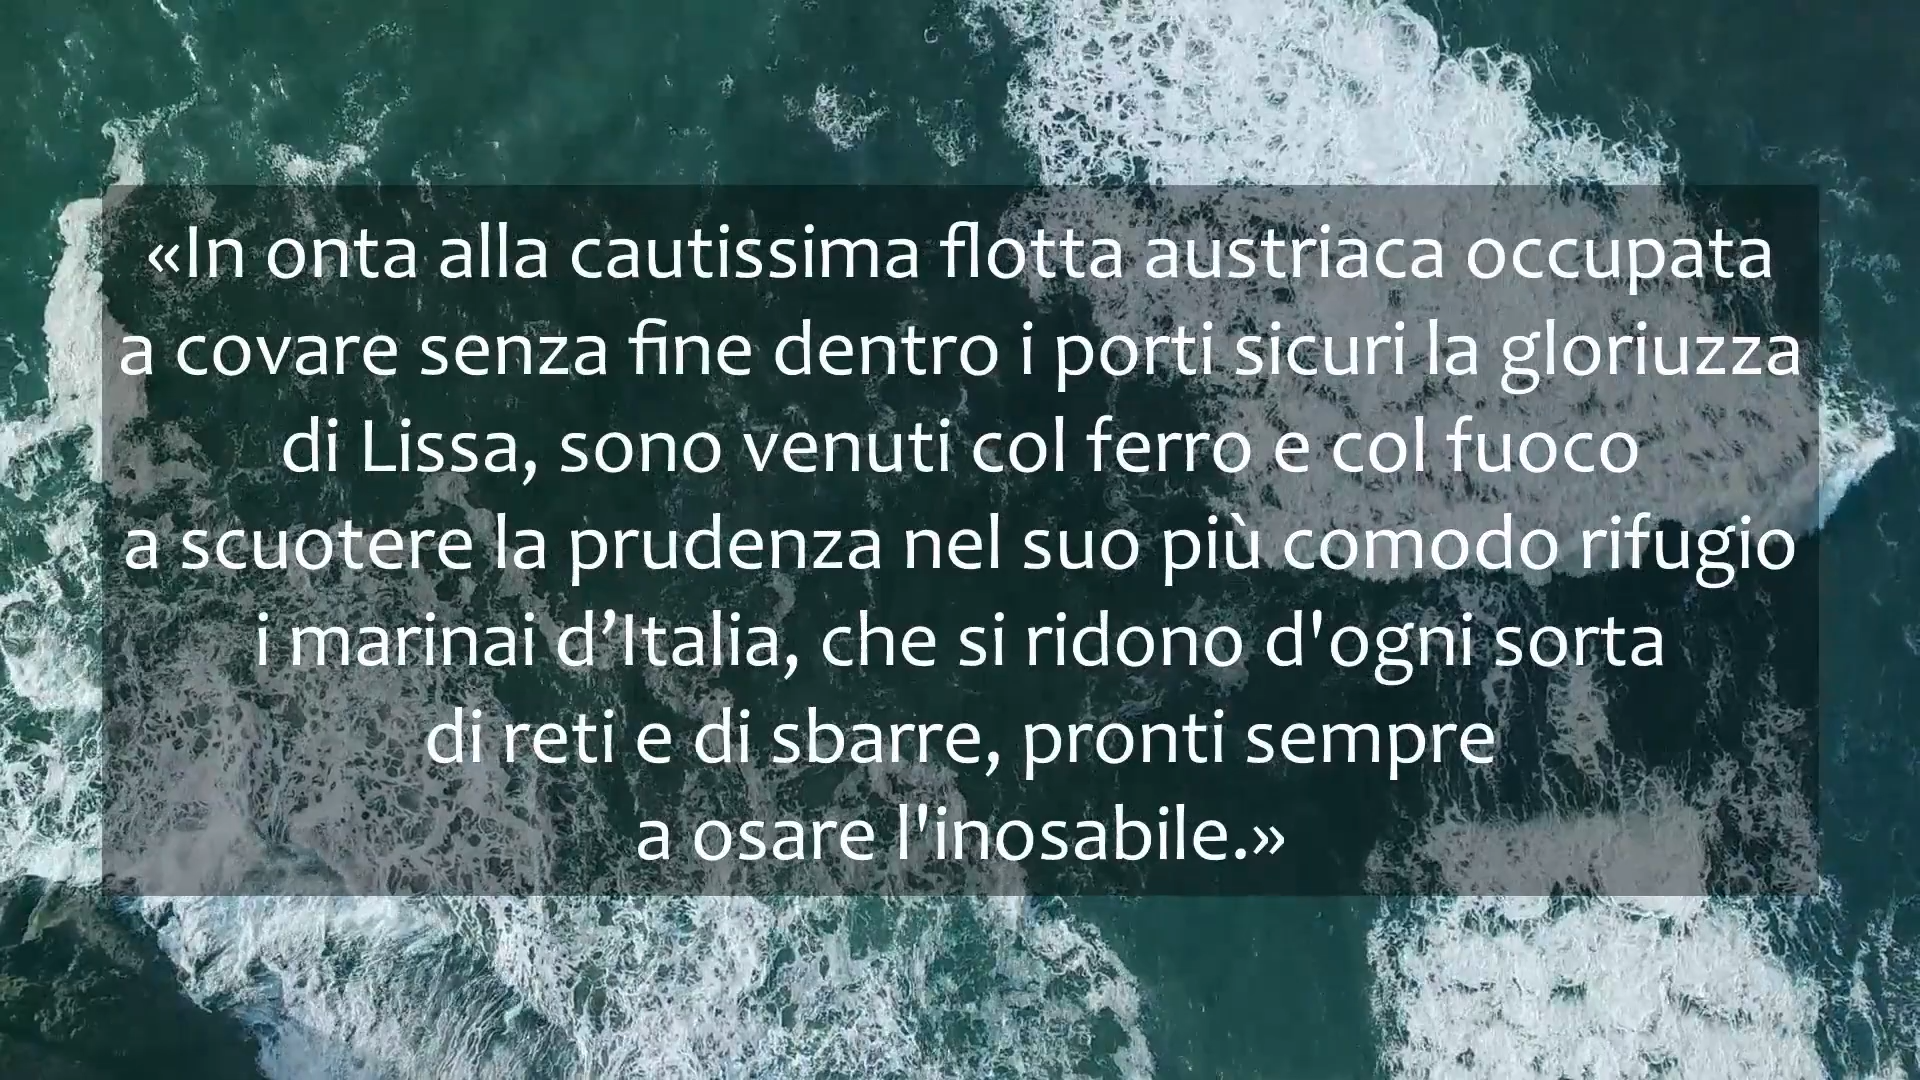 «In onta alla cautissima flotta austriaca occupata
a covare senza fine dentro i porti sicuri la gloriuzza
di Lissa, sono venuti col ferro e col fuoco
a scuotere la prudenza nel suo più comodo rifugio
i marinai d’Italia, che si ridono d'ogni sorta
di reti e di sbarre, pronti sempre
a osare l'inosabile.»